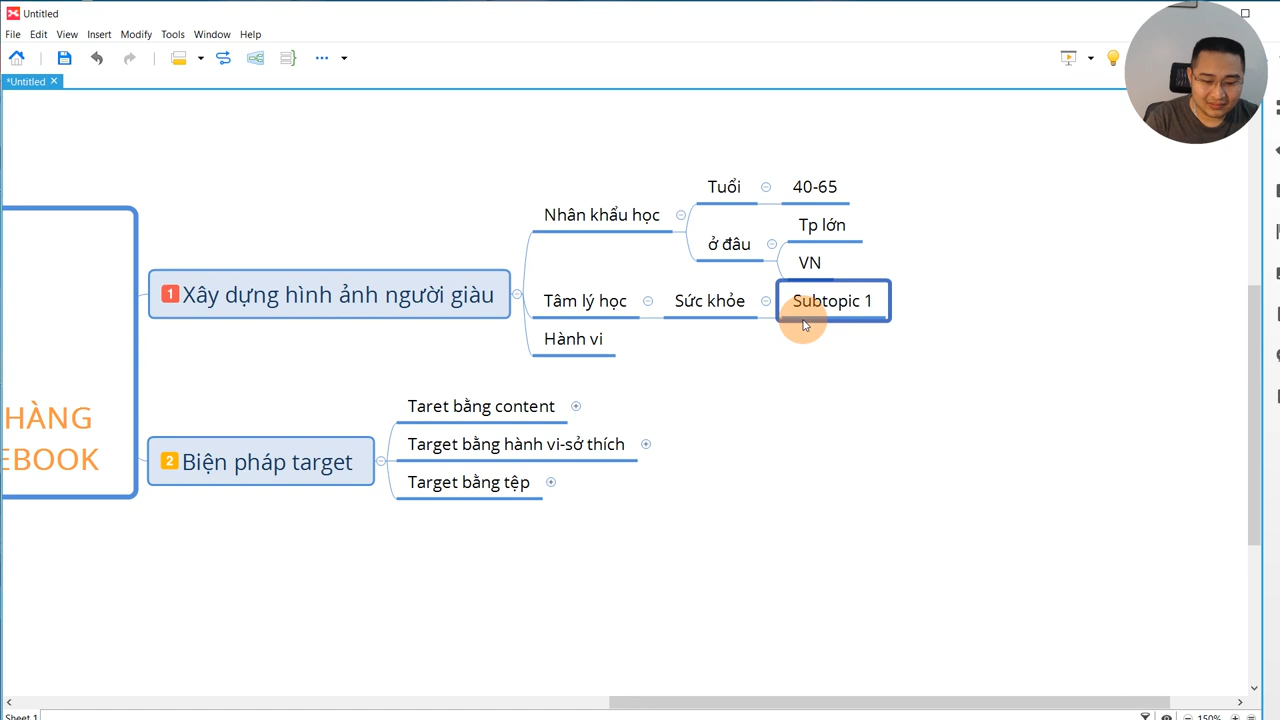 Untitled
File Edit View Insert Modify Tools Window Help
*Untitled
Tuổi
40-65
Nhân khẩu học
Tp lớn
ở đâu
VN
1 Xây dựng hình ảnh người giàu
Tâm lý học
Sức khỏe
Subtopic 1
Hành vi
HÀNG
EBOOK
Taret bằng content
Target bằng hành vi-sở thích
2 Biện pháp target
Target bằng tệp
Sheet 1
150%